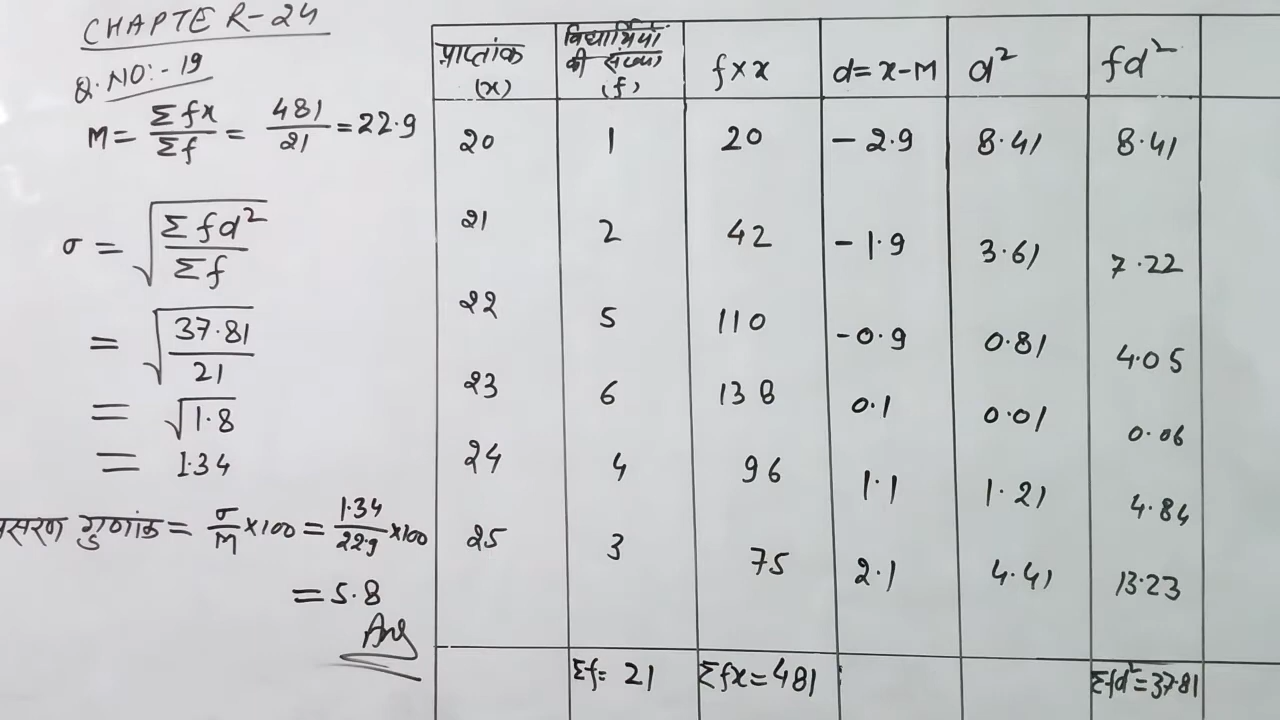 CHAPTER-24
Q.NO:-19
M = Σfx/Σf = 481/21 = 22.9
σ = √(Σfd²/Σf)
= √(37.81/21)
= √1.8
= 1.34
गुणांक = σ/M ×100 = 1.34/22.9 ×100
= 5.8
Ans
प्राप्तांक (x) विद्यार्थियों की संख्या (f) f×x d=x-M d² fd²
20 1 20 -2.9 8.41 8.41
21 2 42 -1.9 3.61 7.22
22 5 110 -0.9 0.81 4.05
23 6 138 0.1 0.01 0.06
24 4 96 1.1 1.21 4.84
25 3 75 2.1 4.41 13.23
Σf= 21 Σfx=481 Σfd²=37.81